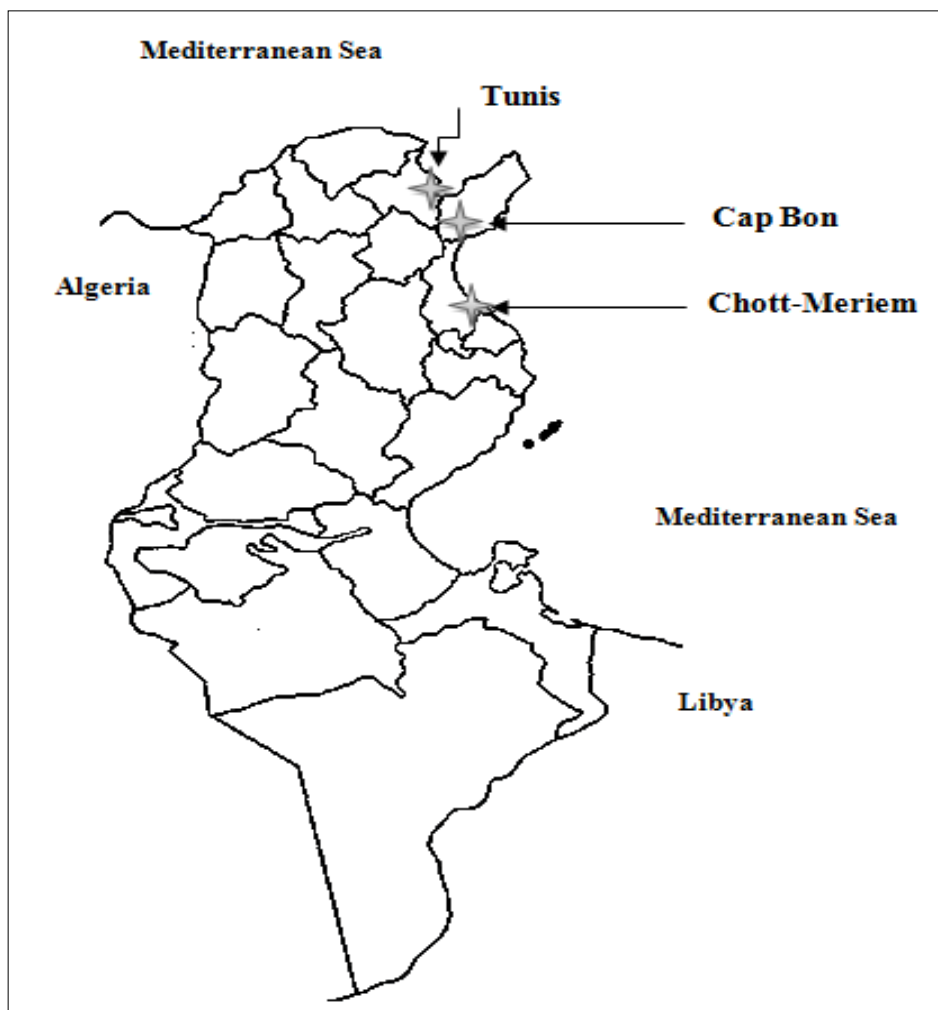 Mediterranean Sea
Tunis
Cap Bon
Algeria
Chott-Meriem
Mediterranean Sea
Libya